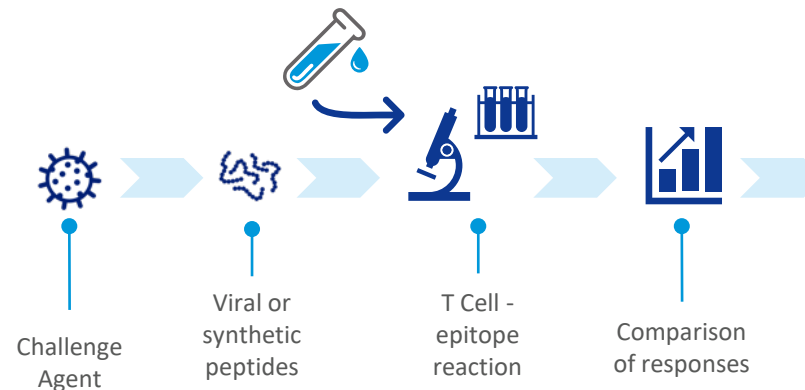 Challenge
Agent
Viral or
synthetic
peptides
T Cell -
epitope
reaction
Comparison
of responses